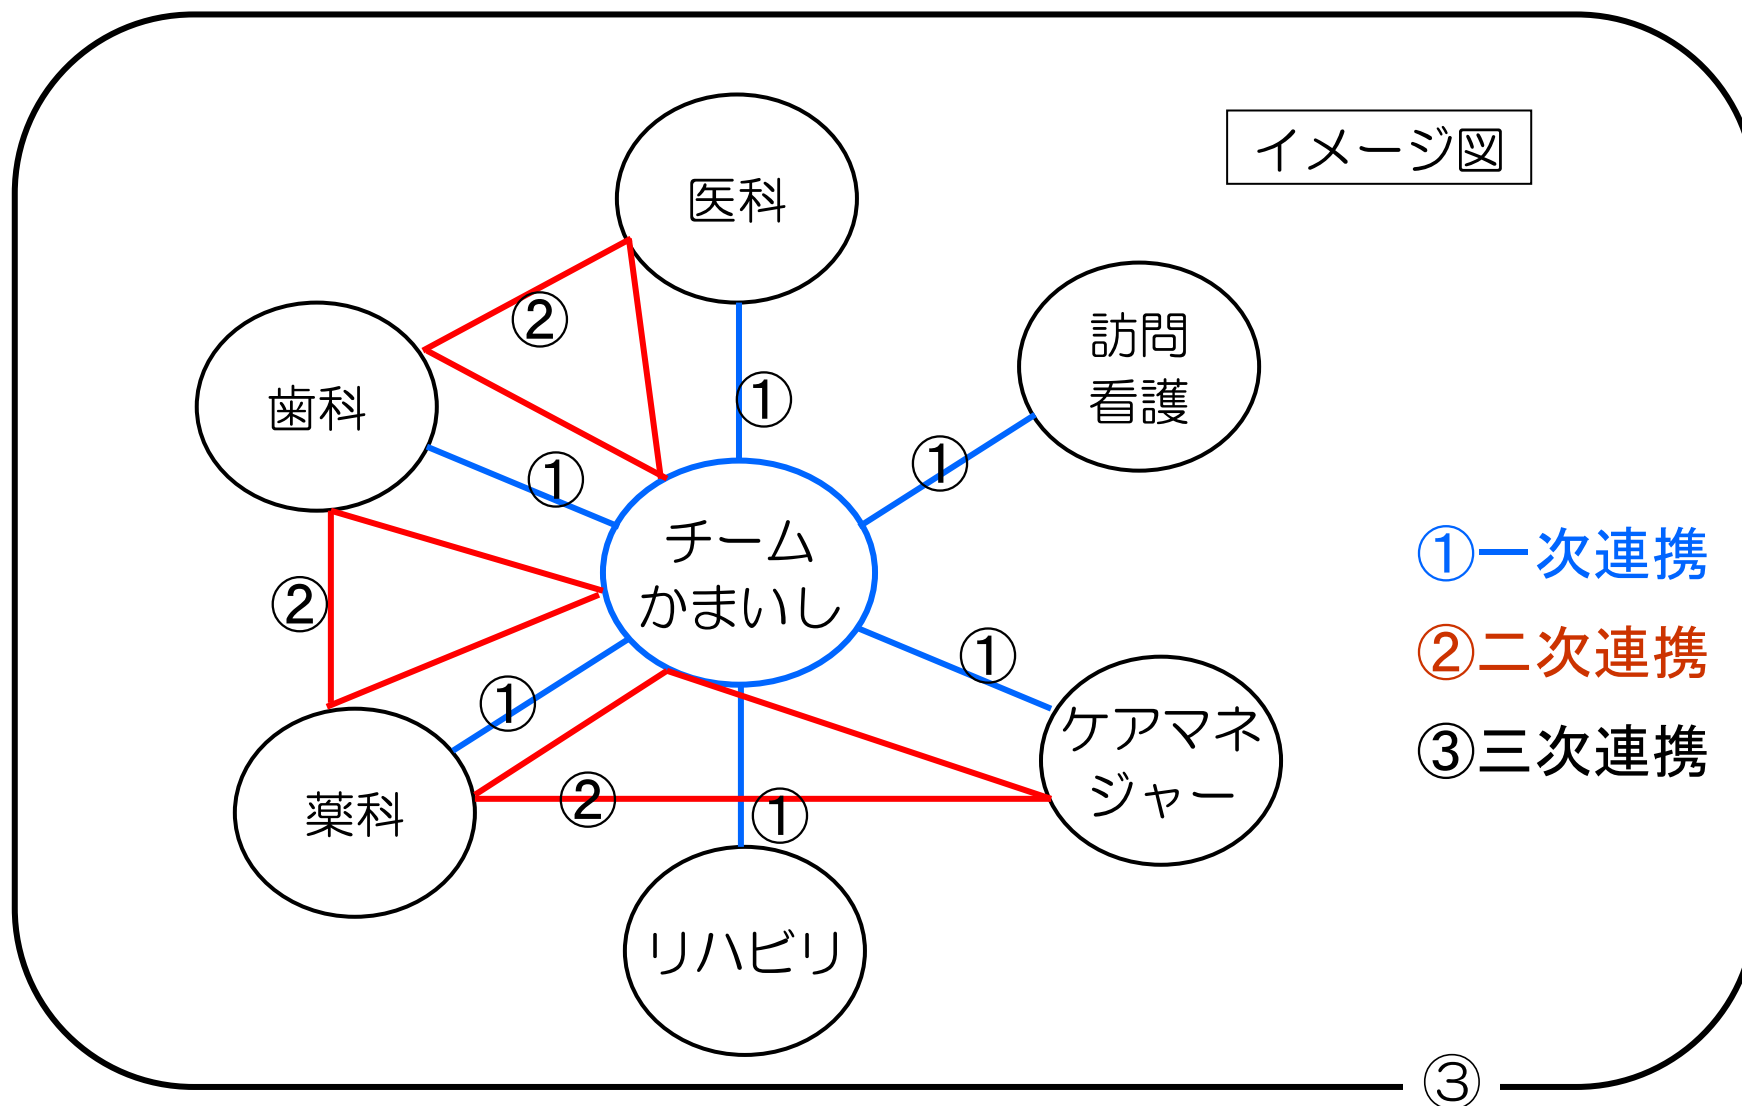 イメージ図
医科
訪問
看護
②
歯科
①
①
①
チーム
かまいし
①一次連携
②
①
②二次連携
①
ケアマネ
ジャー
③三次連携
薬科
②
①
リハビリ
③